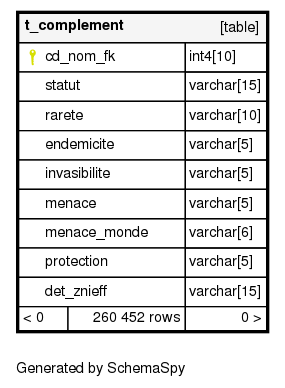 t_complement [table]
cd_nom_fk int4[10]
statut varchar[15]
rarete varchar[10]
endemicite varchar[5]
invasibilite varchar[5]
menace varchar[5]
menace_monde varchar[6]
protection varchar[5]
det_znieff varchar[15]
< 0 260 452 rows 0 >
Generated by SchemaSpy